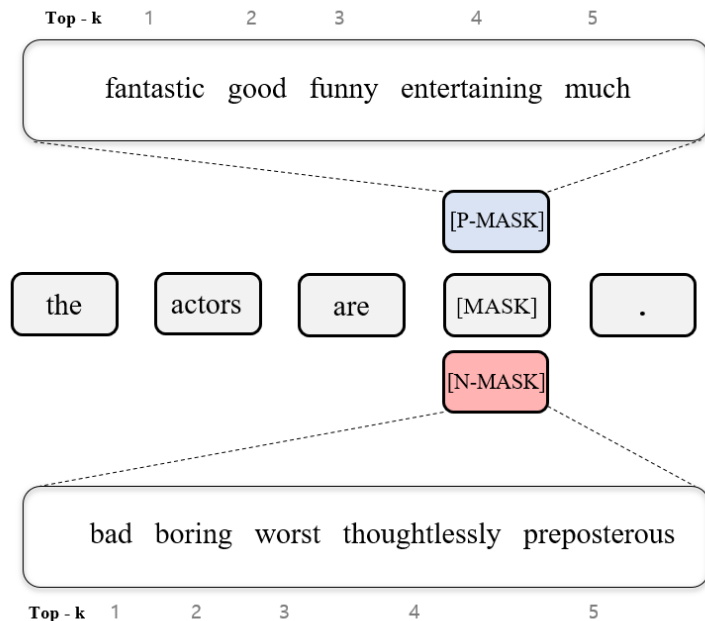 Top - k 1 2 3 4 5
fantastic good funny entertaining much
[P-MASK]
the actors are [MASK] .
[N-MASK]
bad boring worst thoughtlessly preposterous
Top - k 1 2 3 4 5